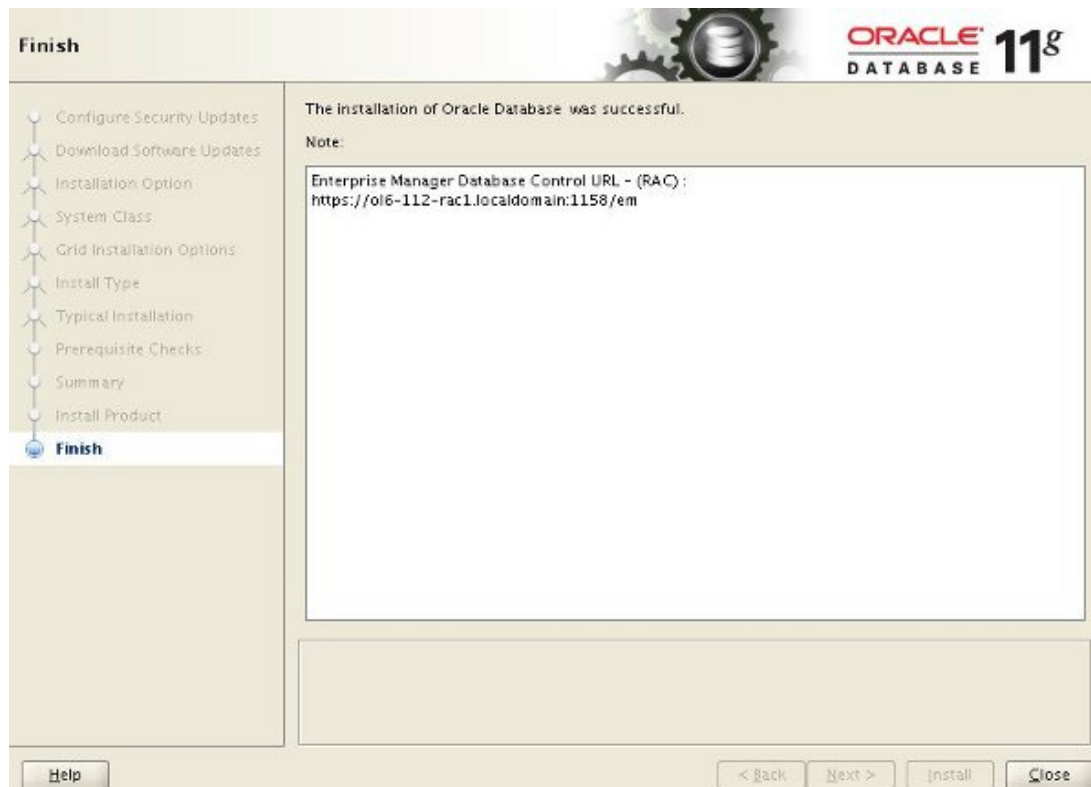 Finish
ORACLE
DATABASE
11g
Configure Security Updates
Download Software Updates
Installation Option
System Class
Grid Installation Options
Install Type
Typical Installation
Prerequisite Checks
Summary
Install Product
Finish
The installation of Oracle Database was successful.
Note:
Enterprise Manager Database Control URL - (RAC) :
https://ol6-112-rac1.localdomain:1158/em
Help
< Back
Next >
Install
Close